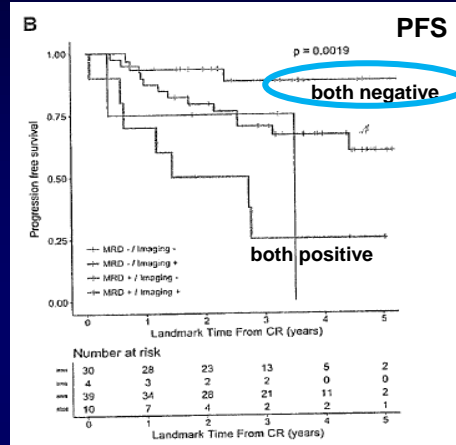 B
PFS
p = 0.0019
both negative
both positive
Progression free survival
1.00
0.75
0.50
0.25
0.00
MRD - / Imaging -
MRD - / Imaging +
MRD + / Imaging -
MRD + / Imaging +
0 1 2 3 4 5
Landmark Time From CR (years)
Number at risk
30 28 23 13 5 2
4 3 2 2 0 0
39 34 28 21 11 2
10 7 4 2 2 1
0 1 2 3 4 5
Landmark Time From CR (years)